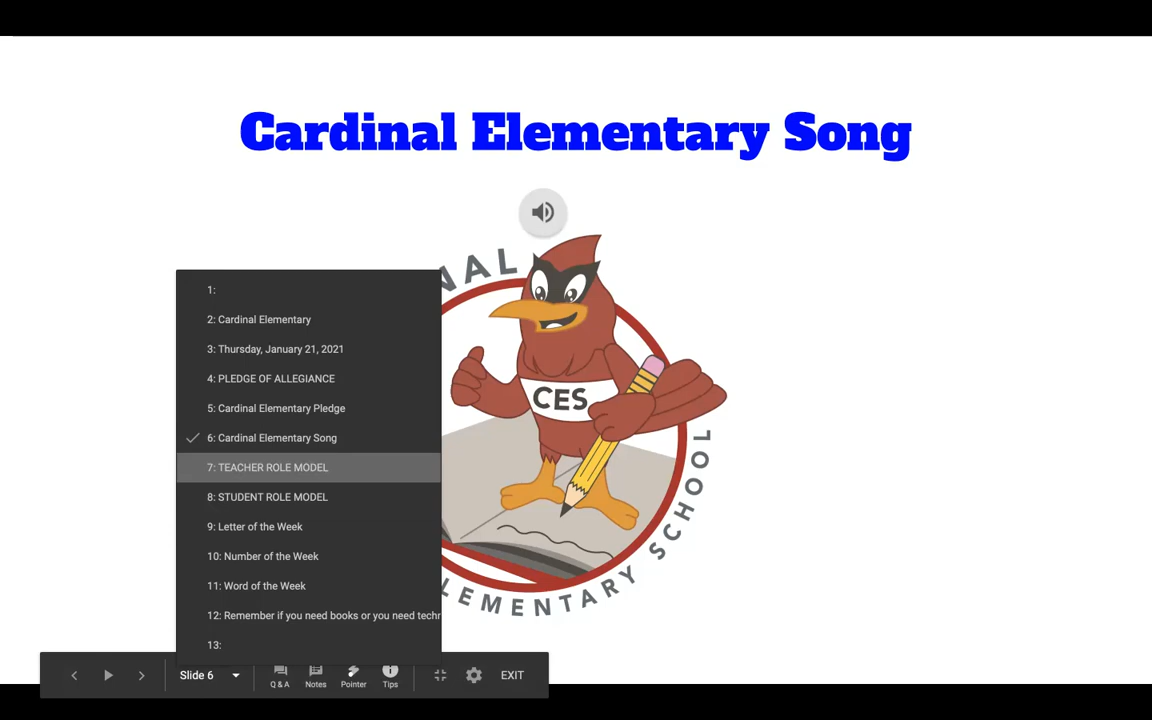 Cardinal Elementary Song
NAL
CES
LEMENTARY SCHOOL
1:
2: Cardinal Elementary
3: Thursday, January 21, 2021
4: PLEDGE OF ALLEGIANCE
5: Cardinal Elementary Pledge
6: Cardinal Elementary Song
7: TEACHER ROLE MODEL
8: STUDENT ROLE MODEL
9: Letter of the Week
10: Number of the Week
11: Word of the Week
12: Remember if you need books or you need techr
13:
Slide 6
Q & A
Notes
Pointer
Tips
EXIT